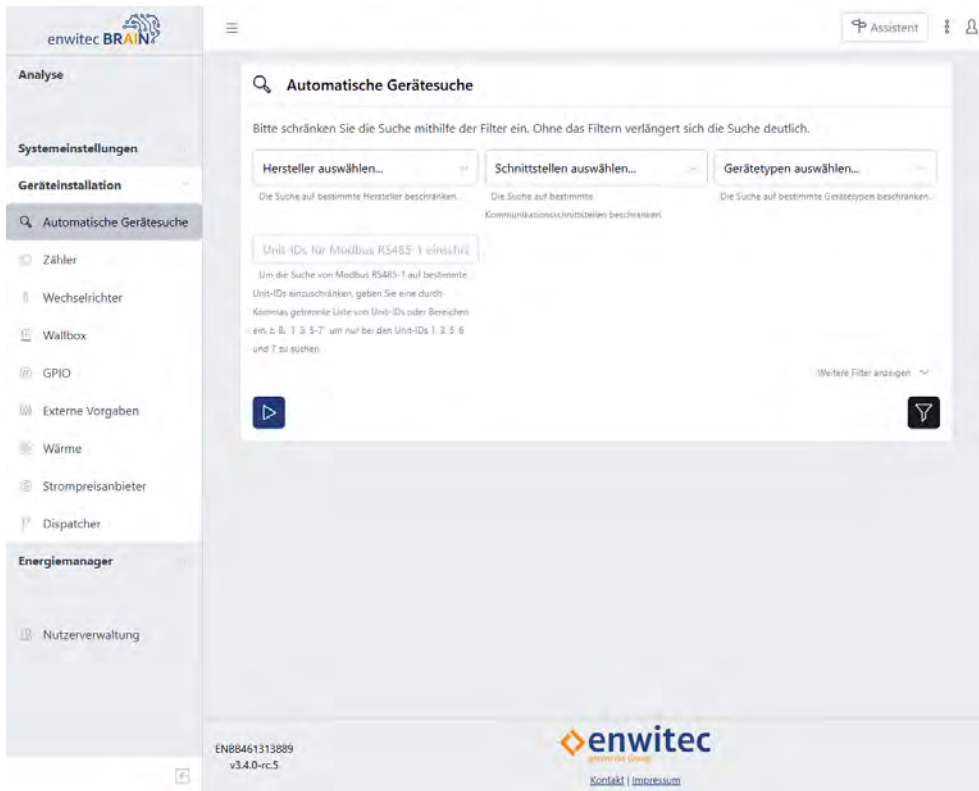 enwitec BRAIN
Assistent
Analyse
Systemeinstellungen
Geräteinstallation
Automatische Gerätesuche
Zähler
Wechselrichter
Wallbox
GPIO
Externe Vorgaben
Wärme
Strompreisanbieter
Dispatcher
Energiemanager
Nutzerverwaltung
Automatische Gerätesuche
Bitte schränken Sie die Suche mithilfe der Filter ein. Ohne das Filtern verlängert sich die Suche deutlich.
Hersteller auswählen...
Die Suche auf bestimmte Hersteller beschränken.
Schnittstellen auswählen...
Die Suche auf bestimmte
Kommunikationsschnittstellen beschränken.
Gerätetypen auswählen...
Die Suche auf bestimmte Gerätetypen beschränken.
Unit-IDs für Modbus RS485-1 einschrä
Um die Suche von Modbus RS485-1 auf bestimmte
Unit-IDs einzuschränken, geben Sie eine durch
Kommas getrennte Liste von Unit-IDs oder Bereichen
ein, z. B. '1, 3, 5-7' um nur bei den Unit-IDs 1, 3, 5, 6
und 7 zu suchen.
Weitere Filter anzeigen
ENBB461313889
v3.4.0-rc.5
enwitec
Kontakt | Impressum